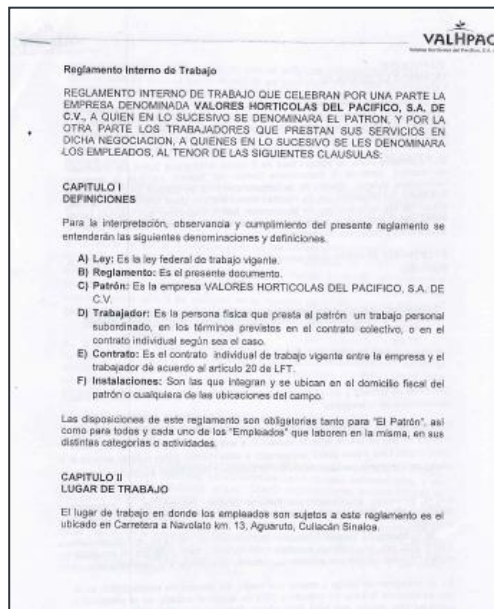 VALHPAC
Valores Horticolas del Pacifico, S.A. de
Reglamento Interno de Trabajo
REGLAMENTO INTERNO DE TRABAJO QUE CELEBRAN POR UNA PARTE LA
EMPRESA DENOMINADA VALORES HORTICOLAS DEL PACIFICO, S.A. DE
C.V., A QUIEN EN LO SUCESIVO SE DENOMINARA EL PATRON, Y POR LA
OTRA PARTE LOS TRABAJADORES QUE PRESTAN SUS SERVICIOS EN
DICHA NEGOCIACION, A QUIENES EN LO SUCESIVO SE LES DENOMINARA
LOS EMPLEADOS, AL TENOR DE LAS SIGUIENTES CLAUSULAS:
CAPITULO I
DEFINICIONES
Para la interpretación, observancia y cumplimiento del presente reglamento se
entenderán las siguientes denominaciones y definiciones.
A) Ley: Es la ley federal de trabajo vigente.
B) Reglamento: Es el presente documento.
C) Patrón: Es la empresa VALORES HORTICOLAS DEL PACIFICO, S.A. DE
C.V.
D) Trabajador: Es la persona física que presta al patrón un trabajo personal
subordinado, en los términos previstos en el contrato colectivo, o en el
contrato individual según sea el caso.
E) Contrato: Es el contrato individual de trabajo vigente entre la empresa y el
trabajador de acuerdo al artículo 20 de LFT.
F) Instalaciones: Son las que integran y se ubican en el domicilio fiscal del
patrón o cualquiera de las ubicaciones del campo.
Las disposiciones de este reglamento son obligatorias tanto para "El Patrón", así
como para todos y cada uno de los "Empleados" que laboren en la misma, en sus
distintas categorías o actividades.
CAPITULO II
LUGAR DE TRABAJO
El lugar de trabajo en donde los empleados son sujetos a este reglamento es el
ubicado en Carretera a Navolato km. 13, Aguaruto, Culiacán Sinaloa.